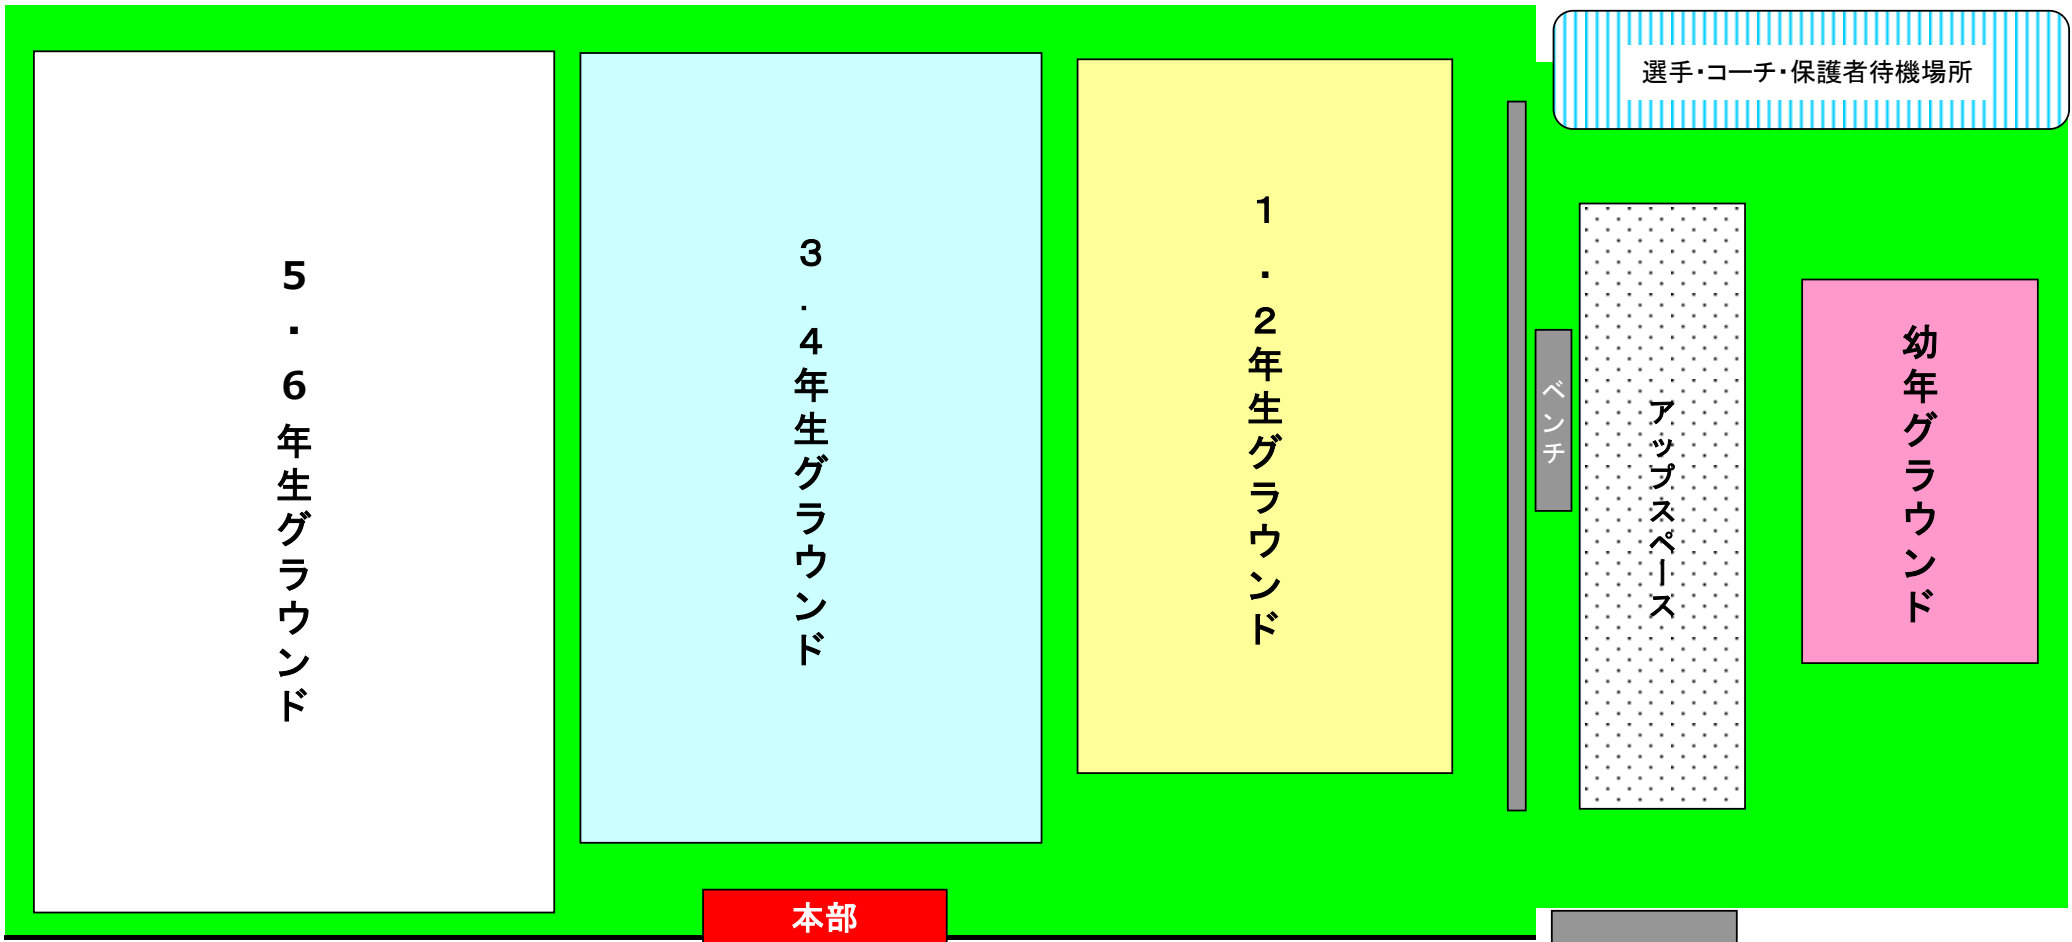 5・6年生グラウンド
３.４年生グラウンド
１.２年生グラウンド
選手・コーチ・保護者待機場所
ベンチ
アップスペース
幼年グラウンド
本部